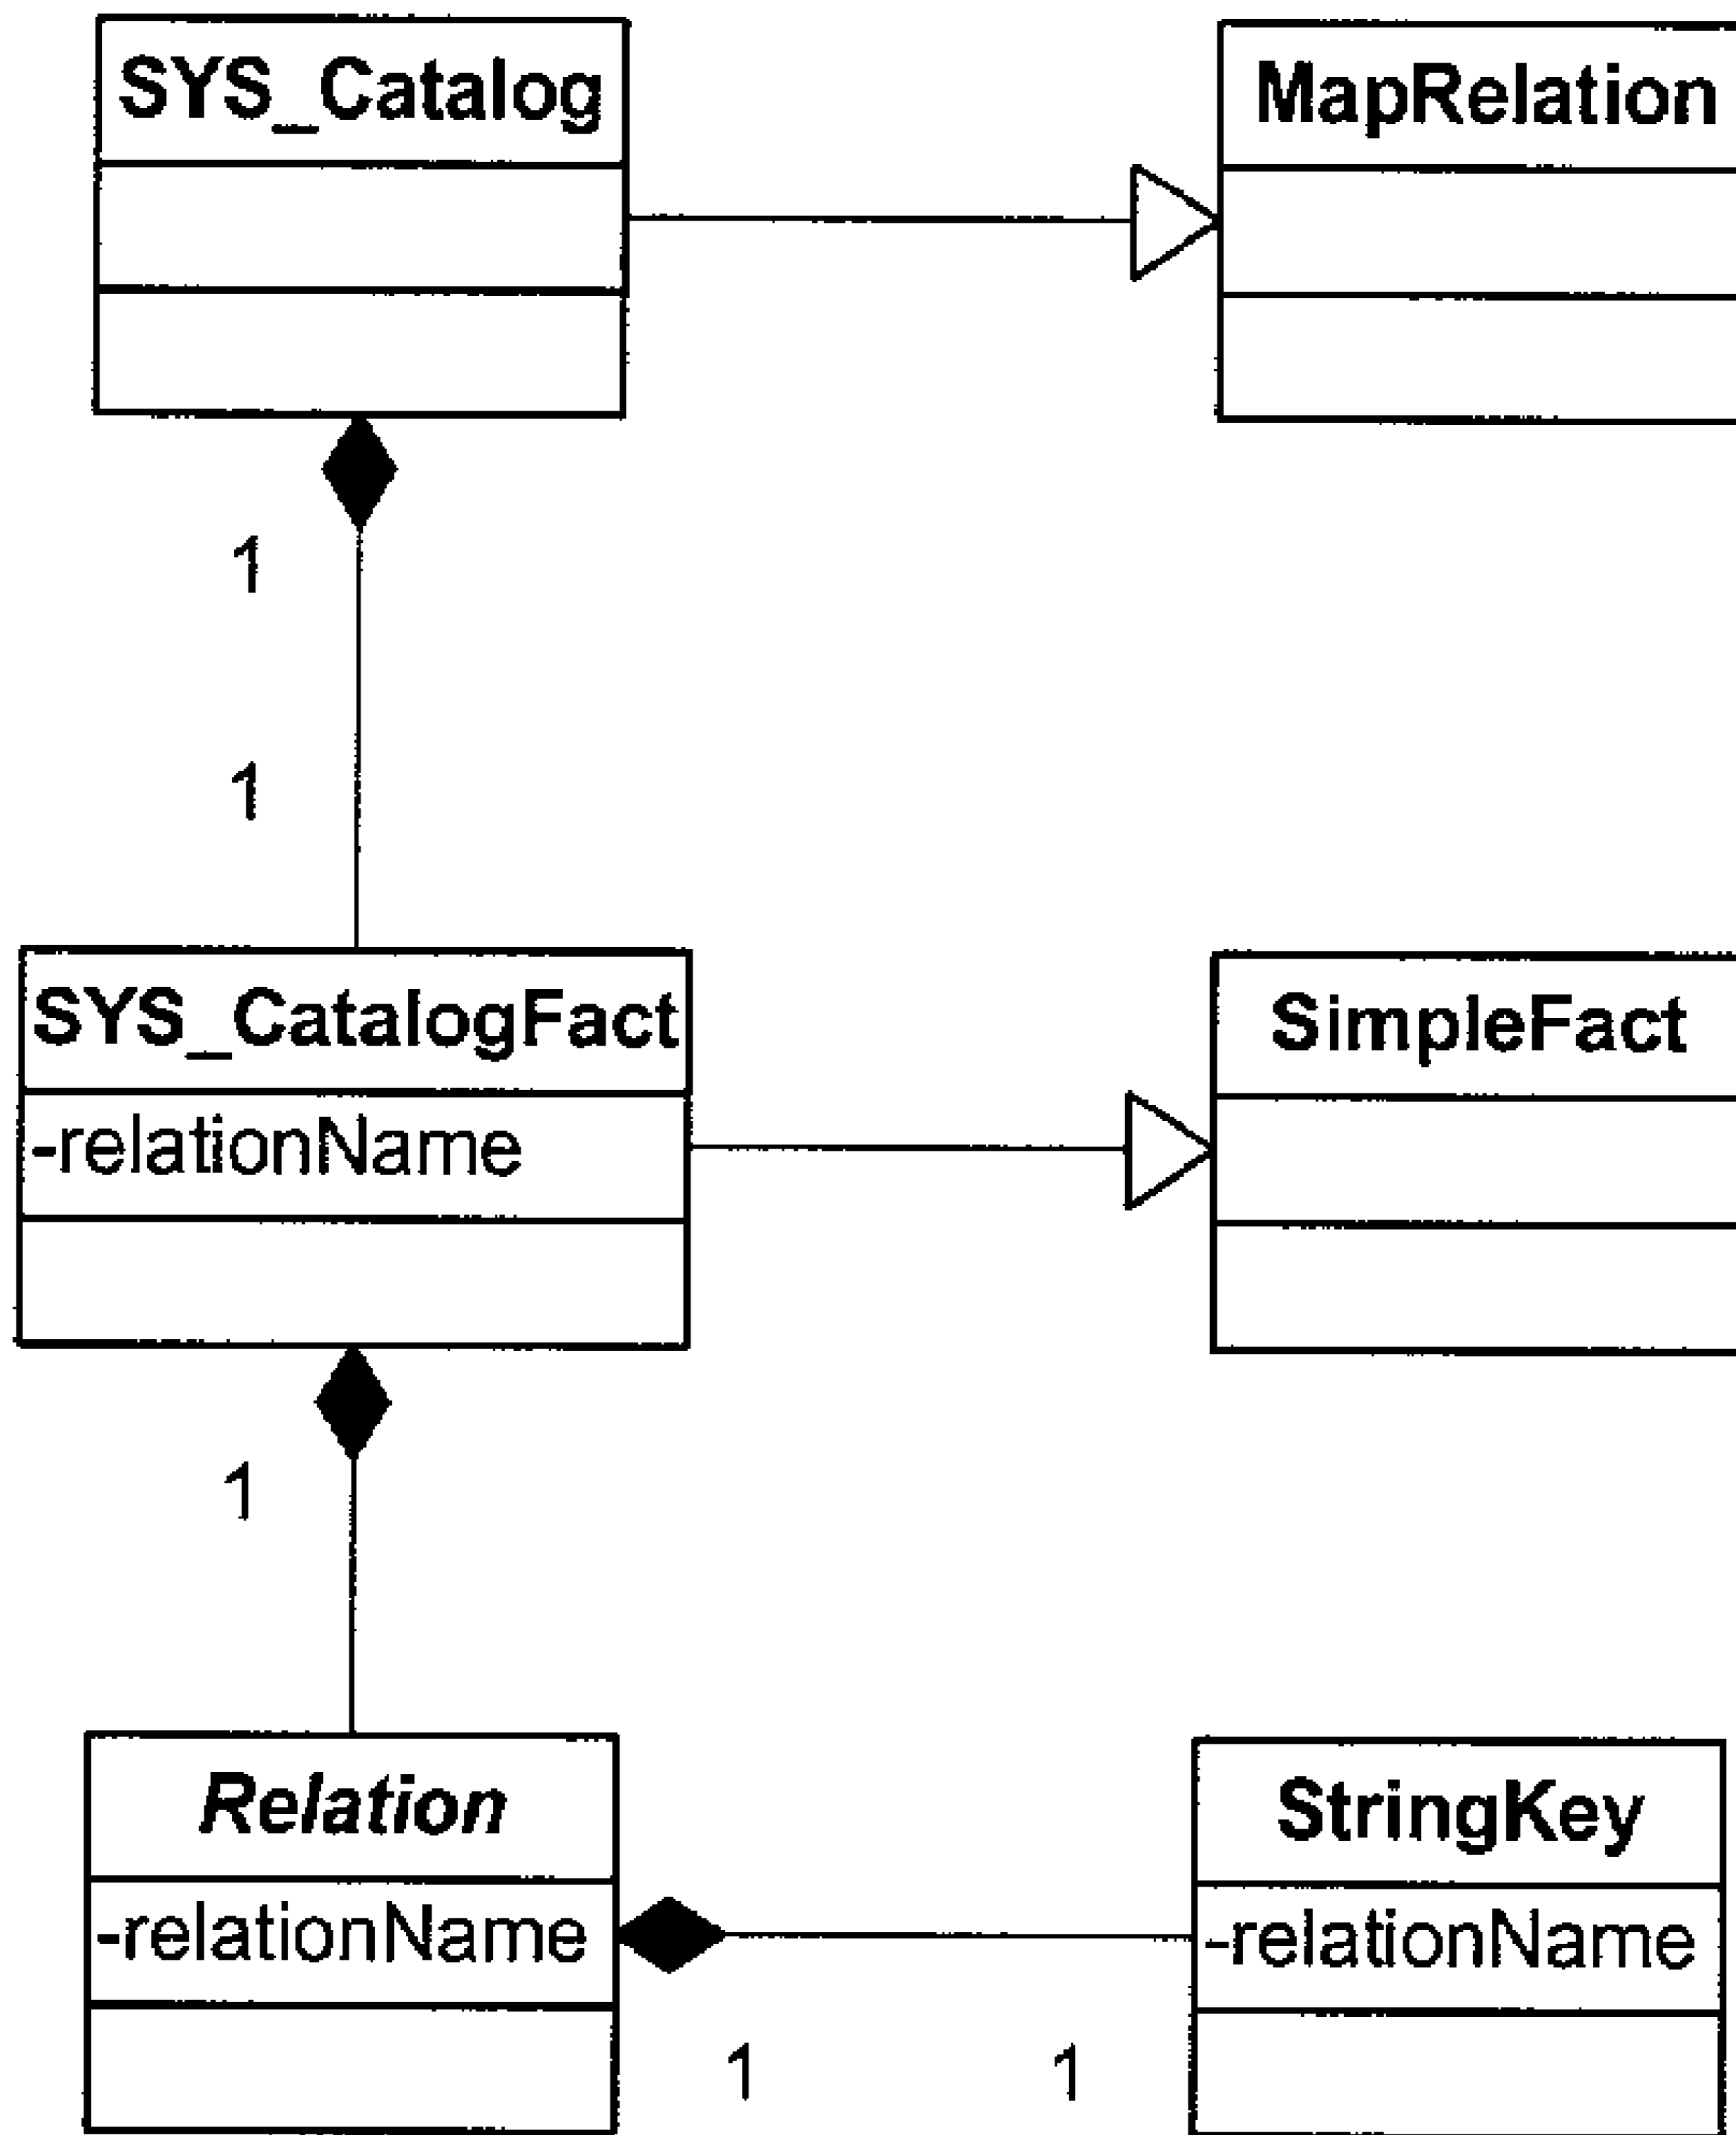 SYS_Catalog
MapRelation
1
1
SYS_CatalogFact
-relationName
SimpleFact
1
Relation
-relationName
StringKey
-relationName
1
1